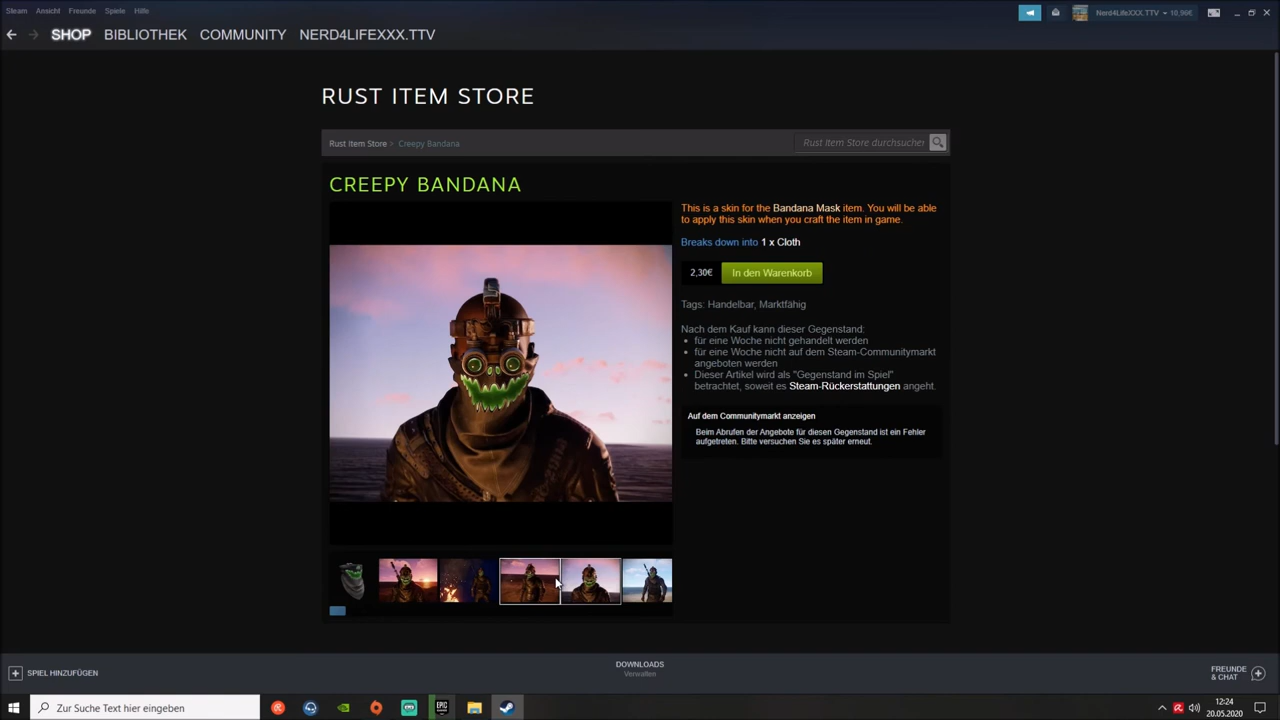 Steam Ansicht Freunde Spiele Hilfe
Nerd4LifeXXX.TTV 10,98€
SHOP BIBLIOTHEK COMMUNITY NERD4LIFEXXX.TTV
RUST ITEM STORE
Rust Item Store > Creepy Bandana
Rust Item Store durchsuchen
CREEPY BANDANA
This is a skin for the Bandana Mask item. You will be able
to apply this skin when you craft the item in game.
Breaks down into 1 x Cloth
2,30€ In den Warenkorb
Tags: Handelbar, Marktfähig
Nach dem Kauf kann dieser Gegenstand:
• für eine Woche nicht gehandelt werden
• für eine Woche nicht auf dem Steam-Communitymarkt
angeboten werden
• Dieser Artikel wird als "Gegenstand im Spiel"
betrachtet, soweit es Steam-Rückerstattungen angeht.
Auf dem Communitymarkt anzeigen
Beim Abrufen der Angebote für diesen Gegenstand ist ein Fehler
aufgetreten. Bitte versuchen Sie es später erneut.
SPIEL HINZUFÜGEN
DOWNLOADS
Verwalten
FREUNDE
& CHAT
Zur Suche Text hier eingeben
EPIC
12:24
20.05.2020